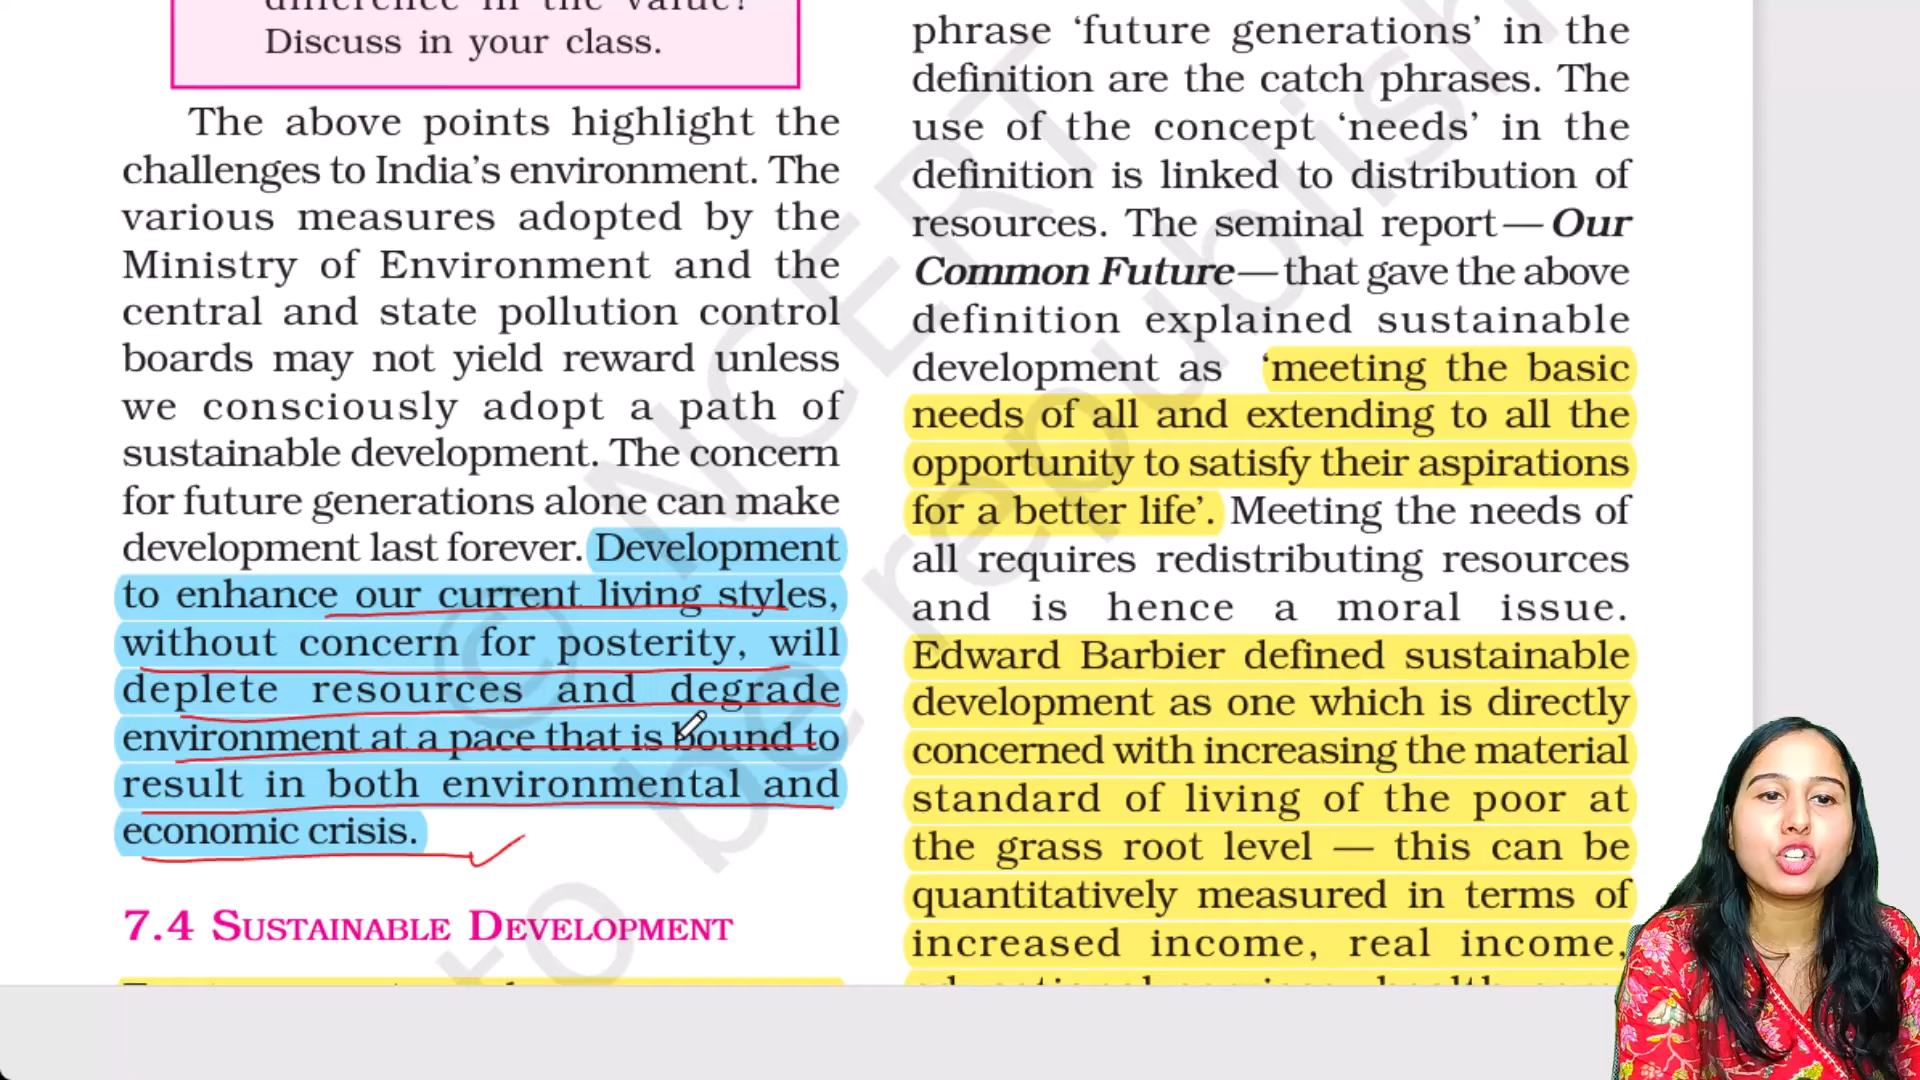 difference in the value?
Discuss in your class.
The above points highlight the
challenges to India's environment. The
various measures adopted by the
Ministry of Environment and the
central and state pollution control
boards may not yield reward unless
we consciously adopt a path of
sustainable development. The concern
for future generations alone can make
development last forever. Development
to enhance our current living styles,
without concern for posterity, will
deplete resources and degrade
environment at a pace that is bound to
result in both environmental and
economic crisis.
7.4 SUSTAINABLE DEVELOPMENT
phrase ‘future generations’ in the
definition are the catch phrases. The
use of the concept ‘needs’ in the
definition is linked to distribution of
resources. The seminal report—Our
Common Future—that gave the above
definition explained sustainable
development as ‘meeting the basic
needs of all and extending to all the
opportunity to satisfy their aspirations
for a better life’. Meeting the needs of
all requires redistributing resources
and is hence a moral issue.
Edward Barbier defined sustainable
development as one which is directly
concerned with increasing the material
standard of living of the poor at
the grass root level — this can be
quantitatively measured in terms of
increased income, real income,
© NCERT
to be republish